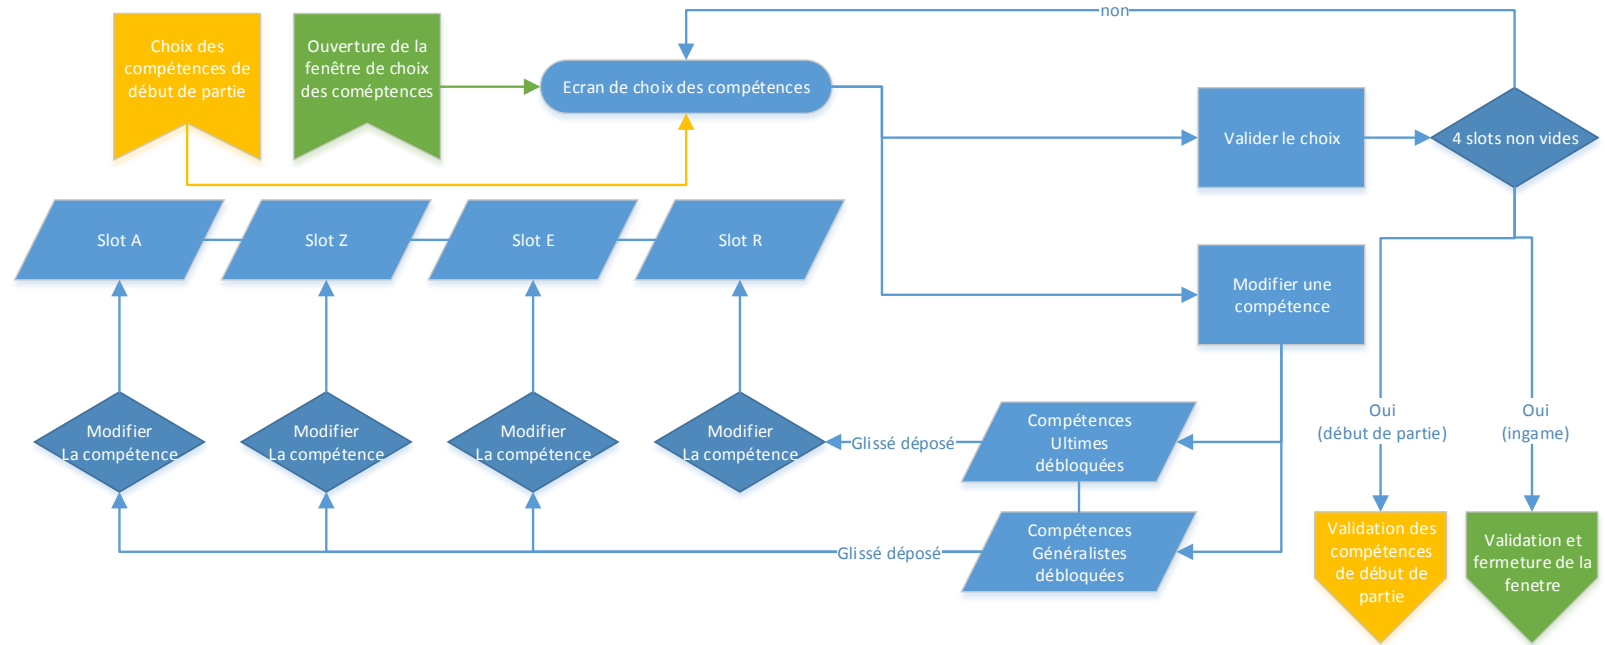 non
Choix des
compétences de
début de partie
Ouverture de la
fenêtre de choix
des coméptences
Ecran de choix des compétences
Valider le choix
4 slots non vides
Slot A
Slot Z
Slot E
Slot R
Modifier une
compétence
Oui
(début de partie)
Oui
(ingame)
Modifier
La compétence
Modifier
La compétence
Modifier
La compétence
Modifier
La compétence
Glissé déposé
Compétences
Ultimes
débloquées
Glissé déposé
Compétences
Généralistes
débloquées
Validation des
compétences
de début de
partie
Validation et
fermeture de la
fenetre